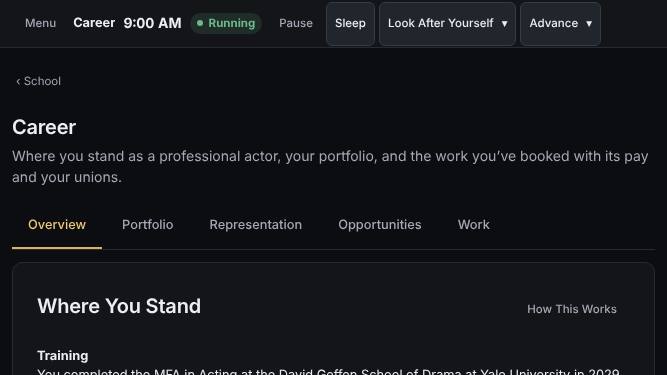 Menu Career 9:00 AM Running Pause Sleep Look After Yourself Advance
‹ School
Career
Where you stand as a professional actor, your portfolio, and the work you’ve booked with its pay
and your unions.
Overview Portfolio Representation Opportunities Work
Where You Stand How This Works
Training
You completed the MFA in Acting at the David Geffen School of Drama at Yale University in 2029.